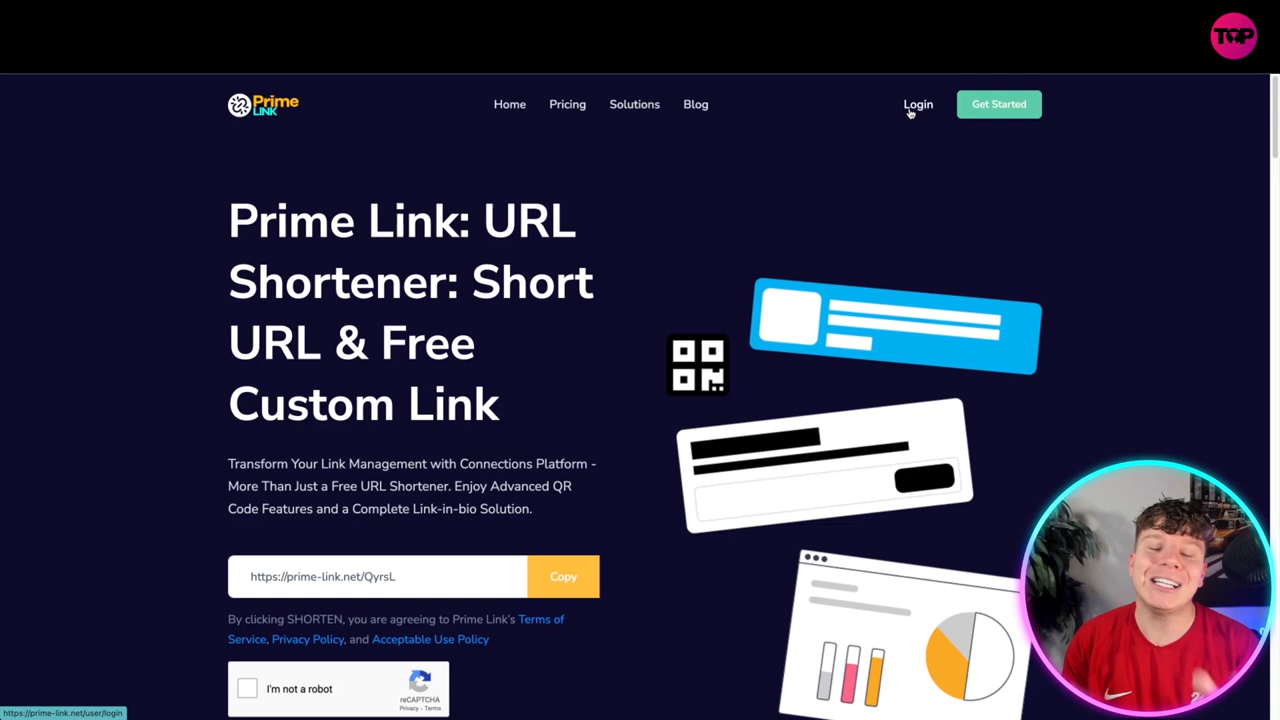 TOP
Prime
LINK
Home Pricing Solutions Blog Login Get Started
Prime Link: URL
Shortener: Short
URL & Free
Custom Link
Transform Your Link Management with Connections Platform -
More Than Just a Free URL Shortener. Enjoy Advanced QR
Code Features and a Complete Link-in-bio Solution.
https://prime-link.net/QyrsL Copy
By clicking SHORTEN, you are agreeing to Prime Link's Terms of
Service, Privacy Policy, and Acceptable Use Policy
I'm not a robot
reCAPTCHA
Privacy - Terms
https://prime-link.net/user/login